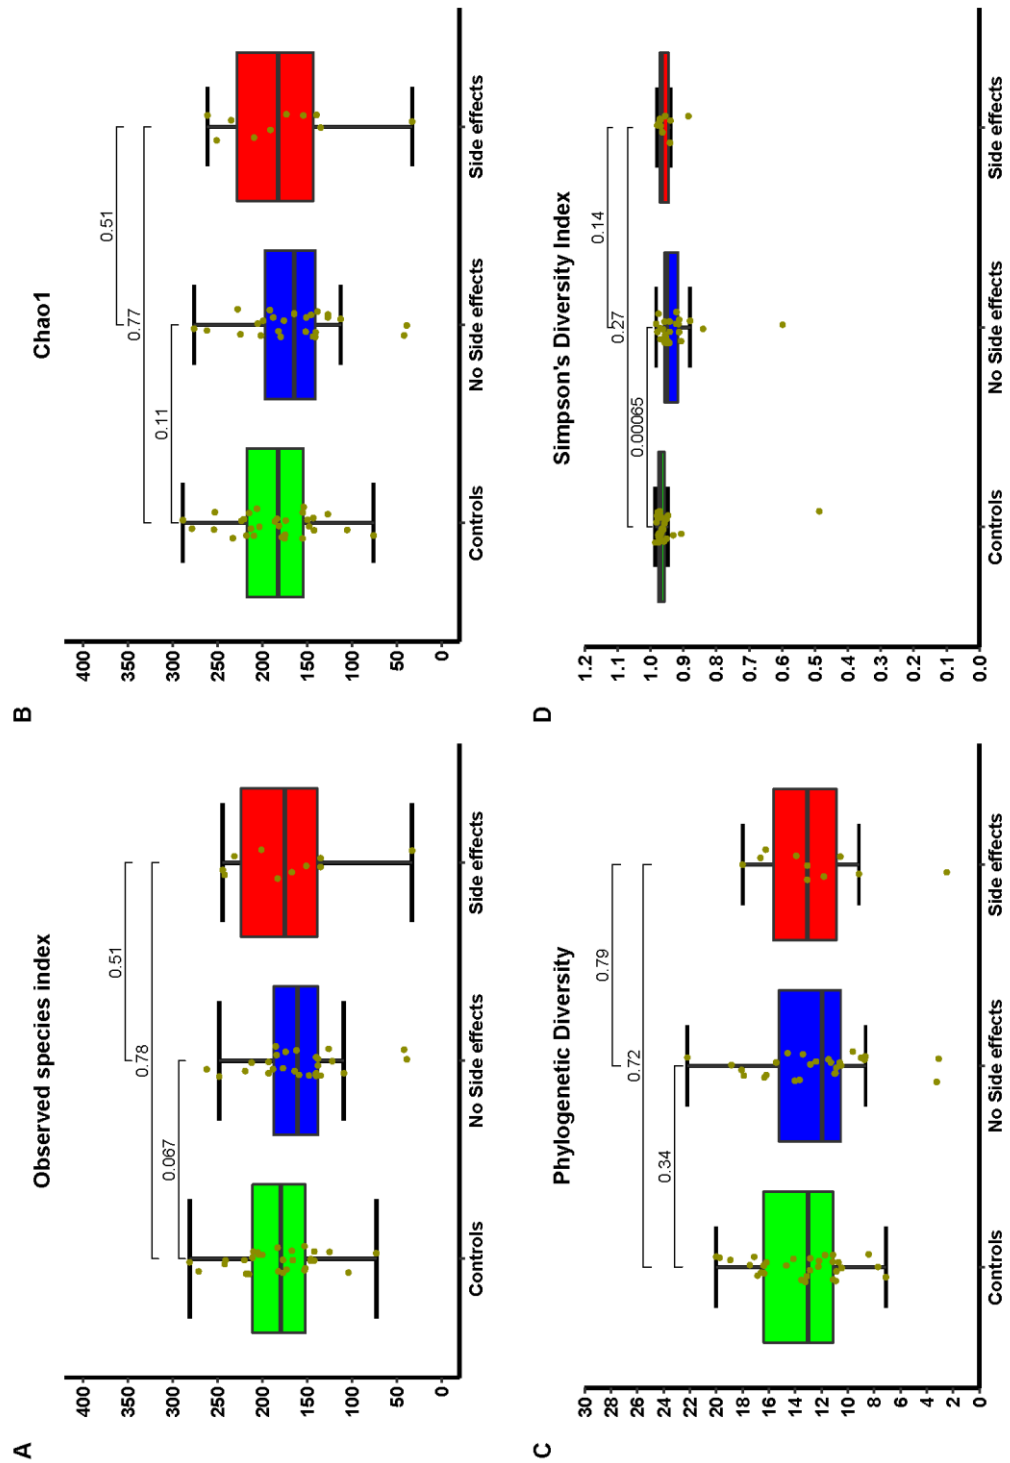 A
Observed species index
0.51
0.78
0.067
400
350
300
250
200
150
100
50
0
Controls
No Side effects
Side effects
B
Chao1
0.51
0.77
0.11
400
350
300
250
200
150
100
50
0
Controls
No Side effects
Side effects
C
Phylogenetic Diversity
0.79
0.72
0.34
30
28
26
24
22
20
18
16
14
12
10
8
6
4
2
0
Controls
No Side effects
Side effects
D
Simpson's Diversity Index
0.14
0.27
0.00065
1.2
1.1
1.0
0.9
0.8
0.7
0.6
0.5
0.4
0.3
0.2
0.1
0.0
Controls
No Side effects
Side effects